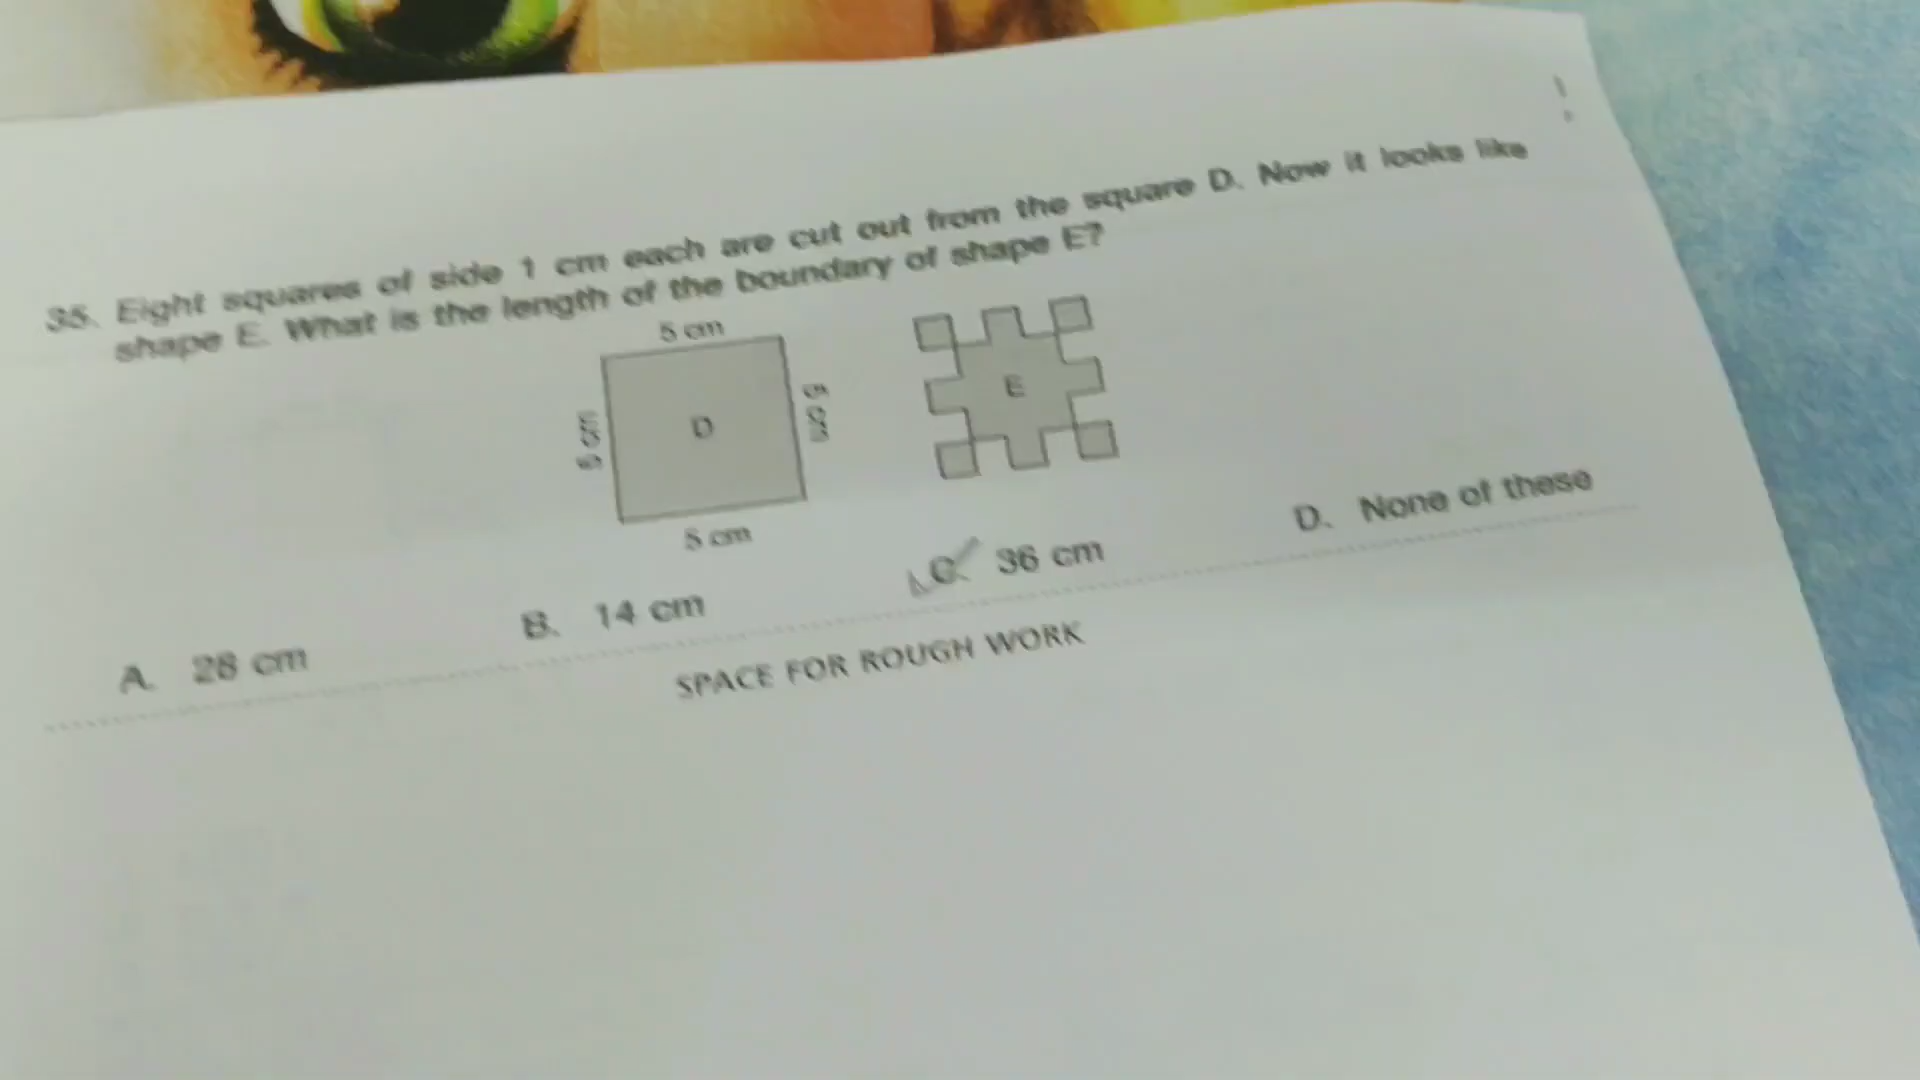 35. Eight squares of side 1 cm each are cut out from the square D. Now it looks like
shape E. What is the length of the boundary of shape E?
5 cm
5 cm
D
5 cm
5 cm
E
A. 28 cm
B. 14 cm
C. 36 cm
D. None of these
SPACE FOR ROUGH WORK